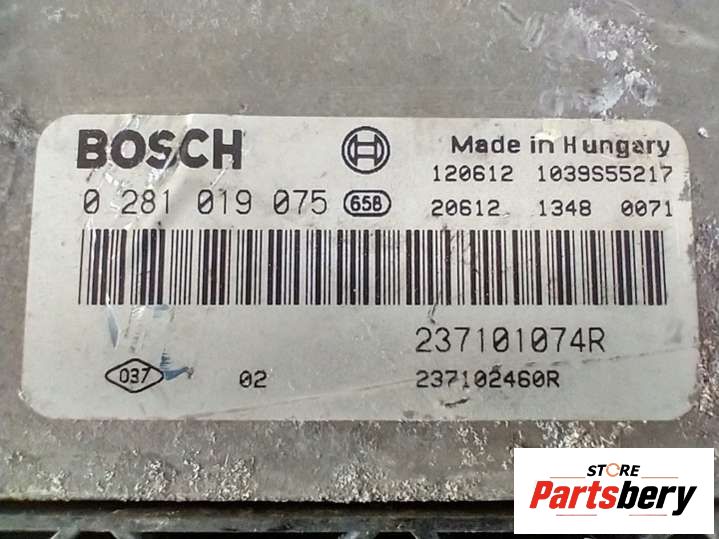 BOSCH
Made in Hungary
120612 1039S55217
0 281 019 075 658
20612 1348 0071
237101074R
037 02 237102460R
STORE
Partsbery